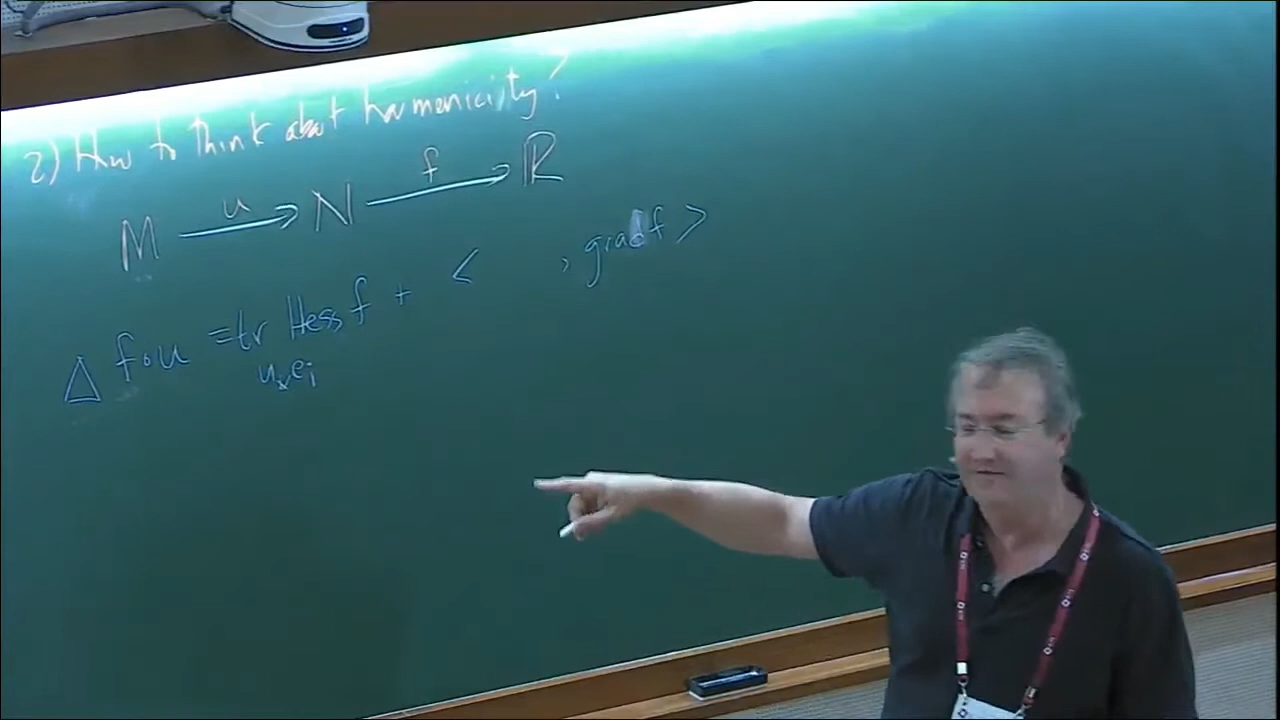 2) How to think about harmonicity?
M u→ N f→ ℝ
Δ f∘u = tr Hess f + < , grad f >
u⁎eᵢ